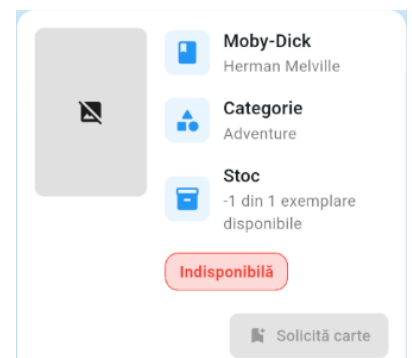 Moby-Dick
Herman Melville
Categorie
Adventure
Stoc
-1 din 1 exemplare
disponibile
Indisponibilă
Solicită carte